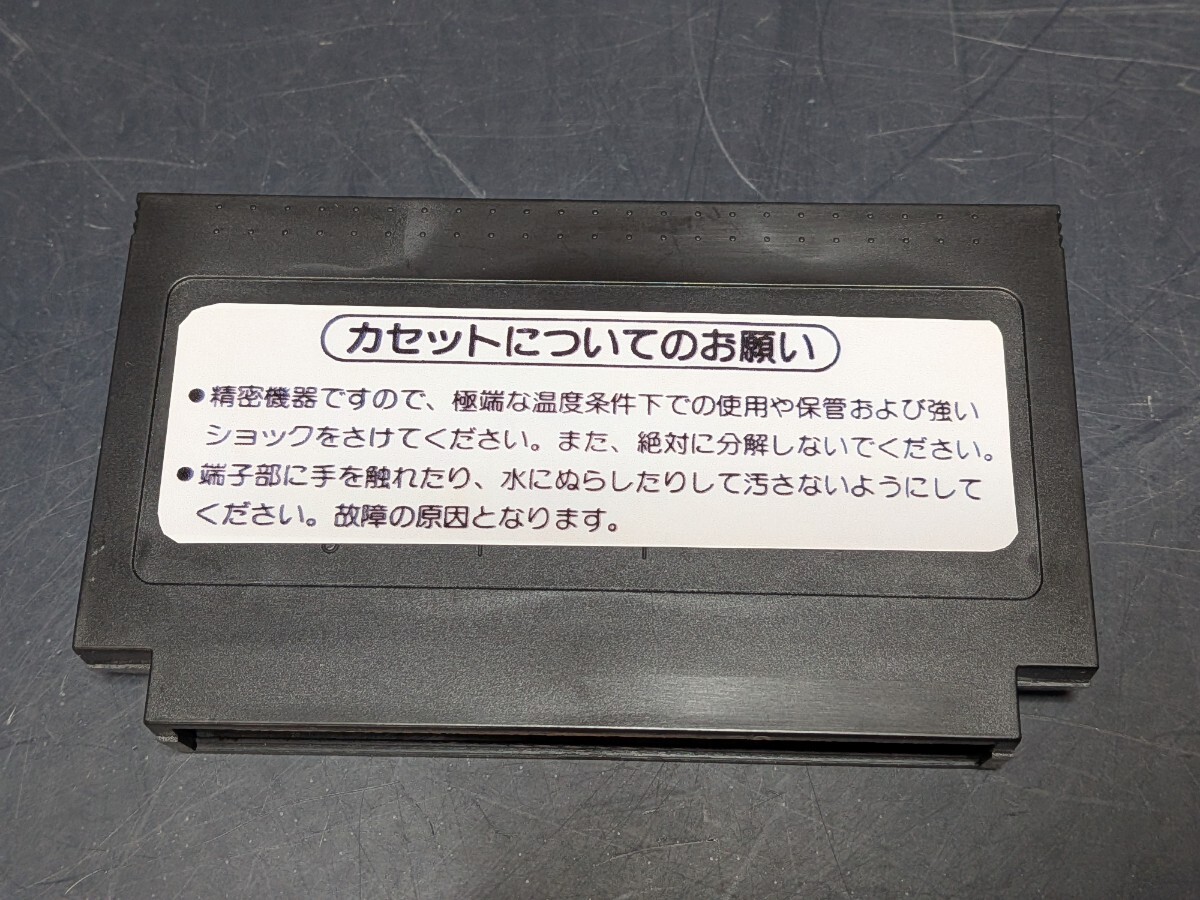 カセットについてのお願い
●精密機器ですので、極端な温度条件下での使用や保管および強い
ショックをさけてください。また、絶対に分解しないでください。
●端子部に手を触れたり、水にぬらしたりして汚さないようにして
ください。故障の原因となります。